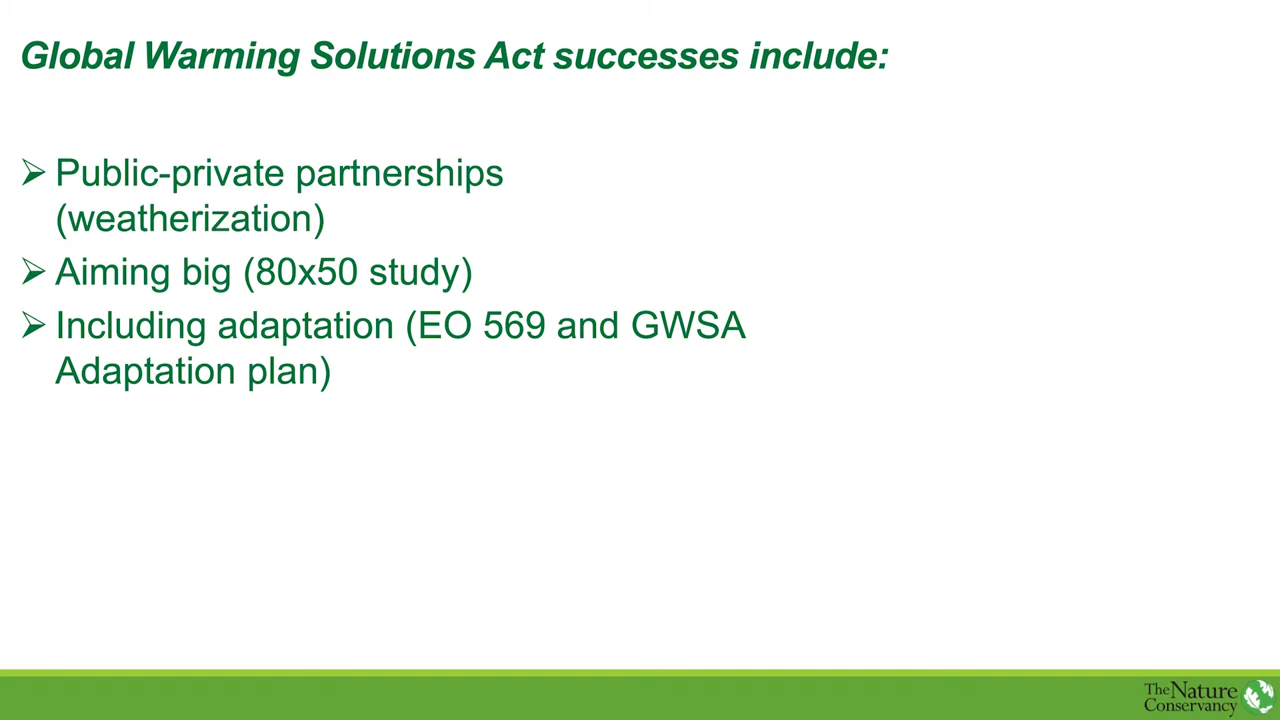 Global Warming Solutions Act successes include:
➢ Public-private partnerships
(weatherization)
➢ Aiming big (80x50 study)
➢ Including adaptation (EO 569 and GWSA
Adaptation plan)
The Nature
Conservancy